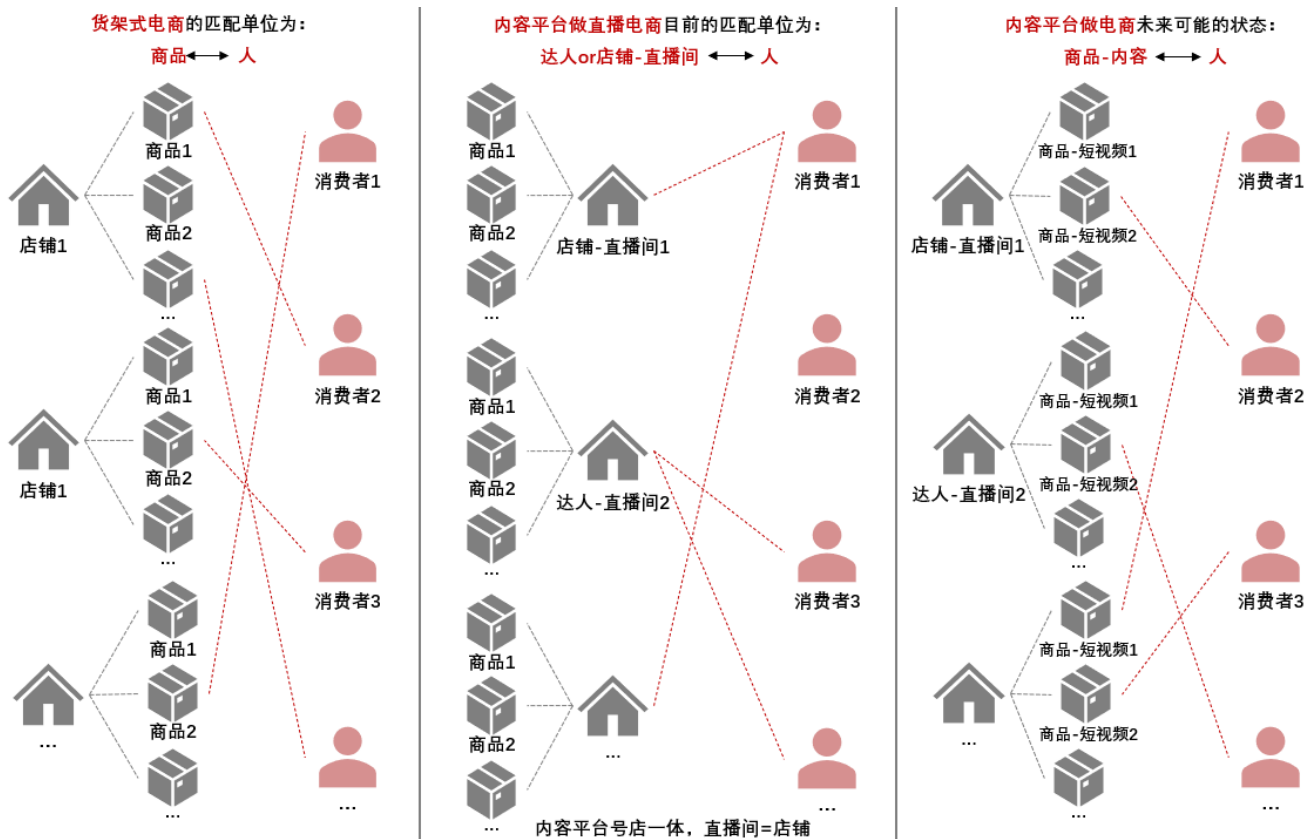 货架式电商的匹配单位为：
商品 人
商品1
消费者1
商品2
店铺1
...
商品1
消费者2
商品2
店铺1
...
消费者3
商品1
商品2
...
...
...
内容平台做直播电商目前的匹配单位为：
达人or店铺-直播间 人
商品1
消费者1
商品2
店铺-直播间1
...
商品1
消费者2
商品2
达人-直播间2
...
消费者3
商品1
商品2
...
...
...
内容平台号店一体，直播间=店铺
内容平台做电商未来可能的状态：
商品-内容 人
商品-短视频1
消费者1
商品-短视频2
店铺-直播间1
...
商品-短视频1
消费者2
商品-短视频2
达人-直播间2
...
消费者3
商品-短视频1
商品-短视频2
...
...
...